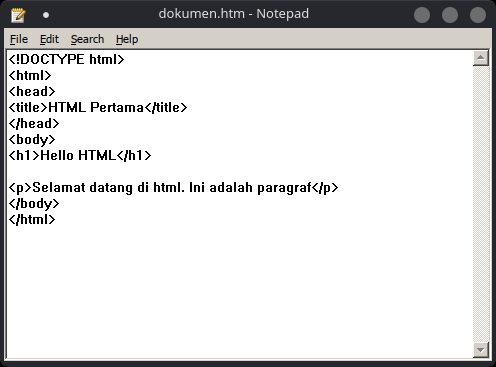 dokumen.htm - Notepad
File Edit Search Help
<!DOCTYPE html>
<html>
<head>
<title>HTML Pertama</title>
</head>
<body>
<h1>Hello HTML</h1>
<p>Selamat datang di html. Ini adalah paragraf</p>
</body>
</html>